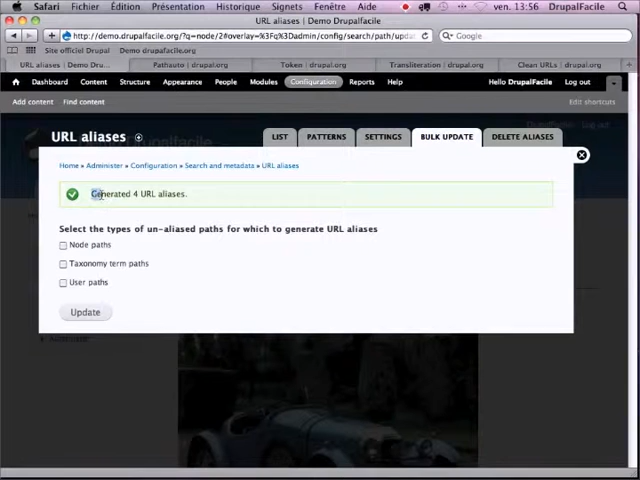 Safari Fichier Édition Présentation Historique Signets Fenêtre Aide ven. 13:56 DrupalFacile
URL aliases | Demo DrupalFacile
http://demo.drupalfacile.org/?q=node/2#overlay=%3Fq%3Dadmin/config/search/path/upda
Google
Site officiel Drupal Demo drupalfacile.org
URL aliases | Demo Dru... Pathauto | drupal.org Token | drupal.org Transliteration | drupal.org Clean URLs | drupal.org
Dashboard Content Structure Appearance People Modules Configuration Reports Help Hello DrupalFacile Log out
Add content Find content Edit shortcuts
URL aliases LIST PATTERNS SETTINGS BULK UPDATE DELETE ALIASES
Home » Administer » Configuration » Search and metadata » URL aliases
Generated 4 URL aliases.
Select the types of un-aliased paths for which to generate URL aliases
Node paths
Taxonomy term paths
User paths
Update